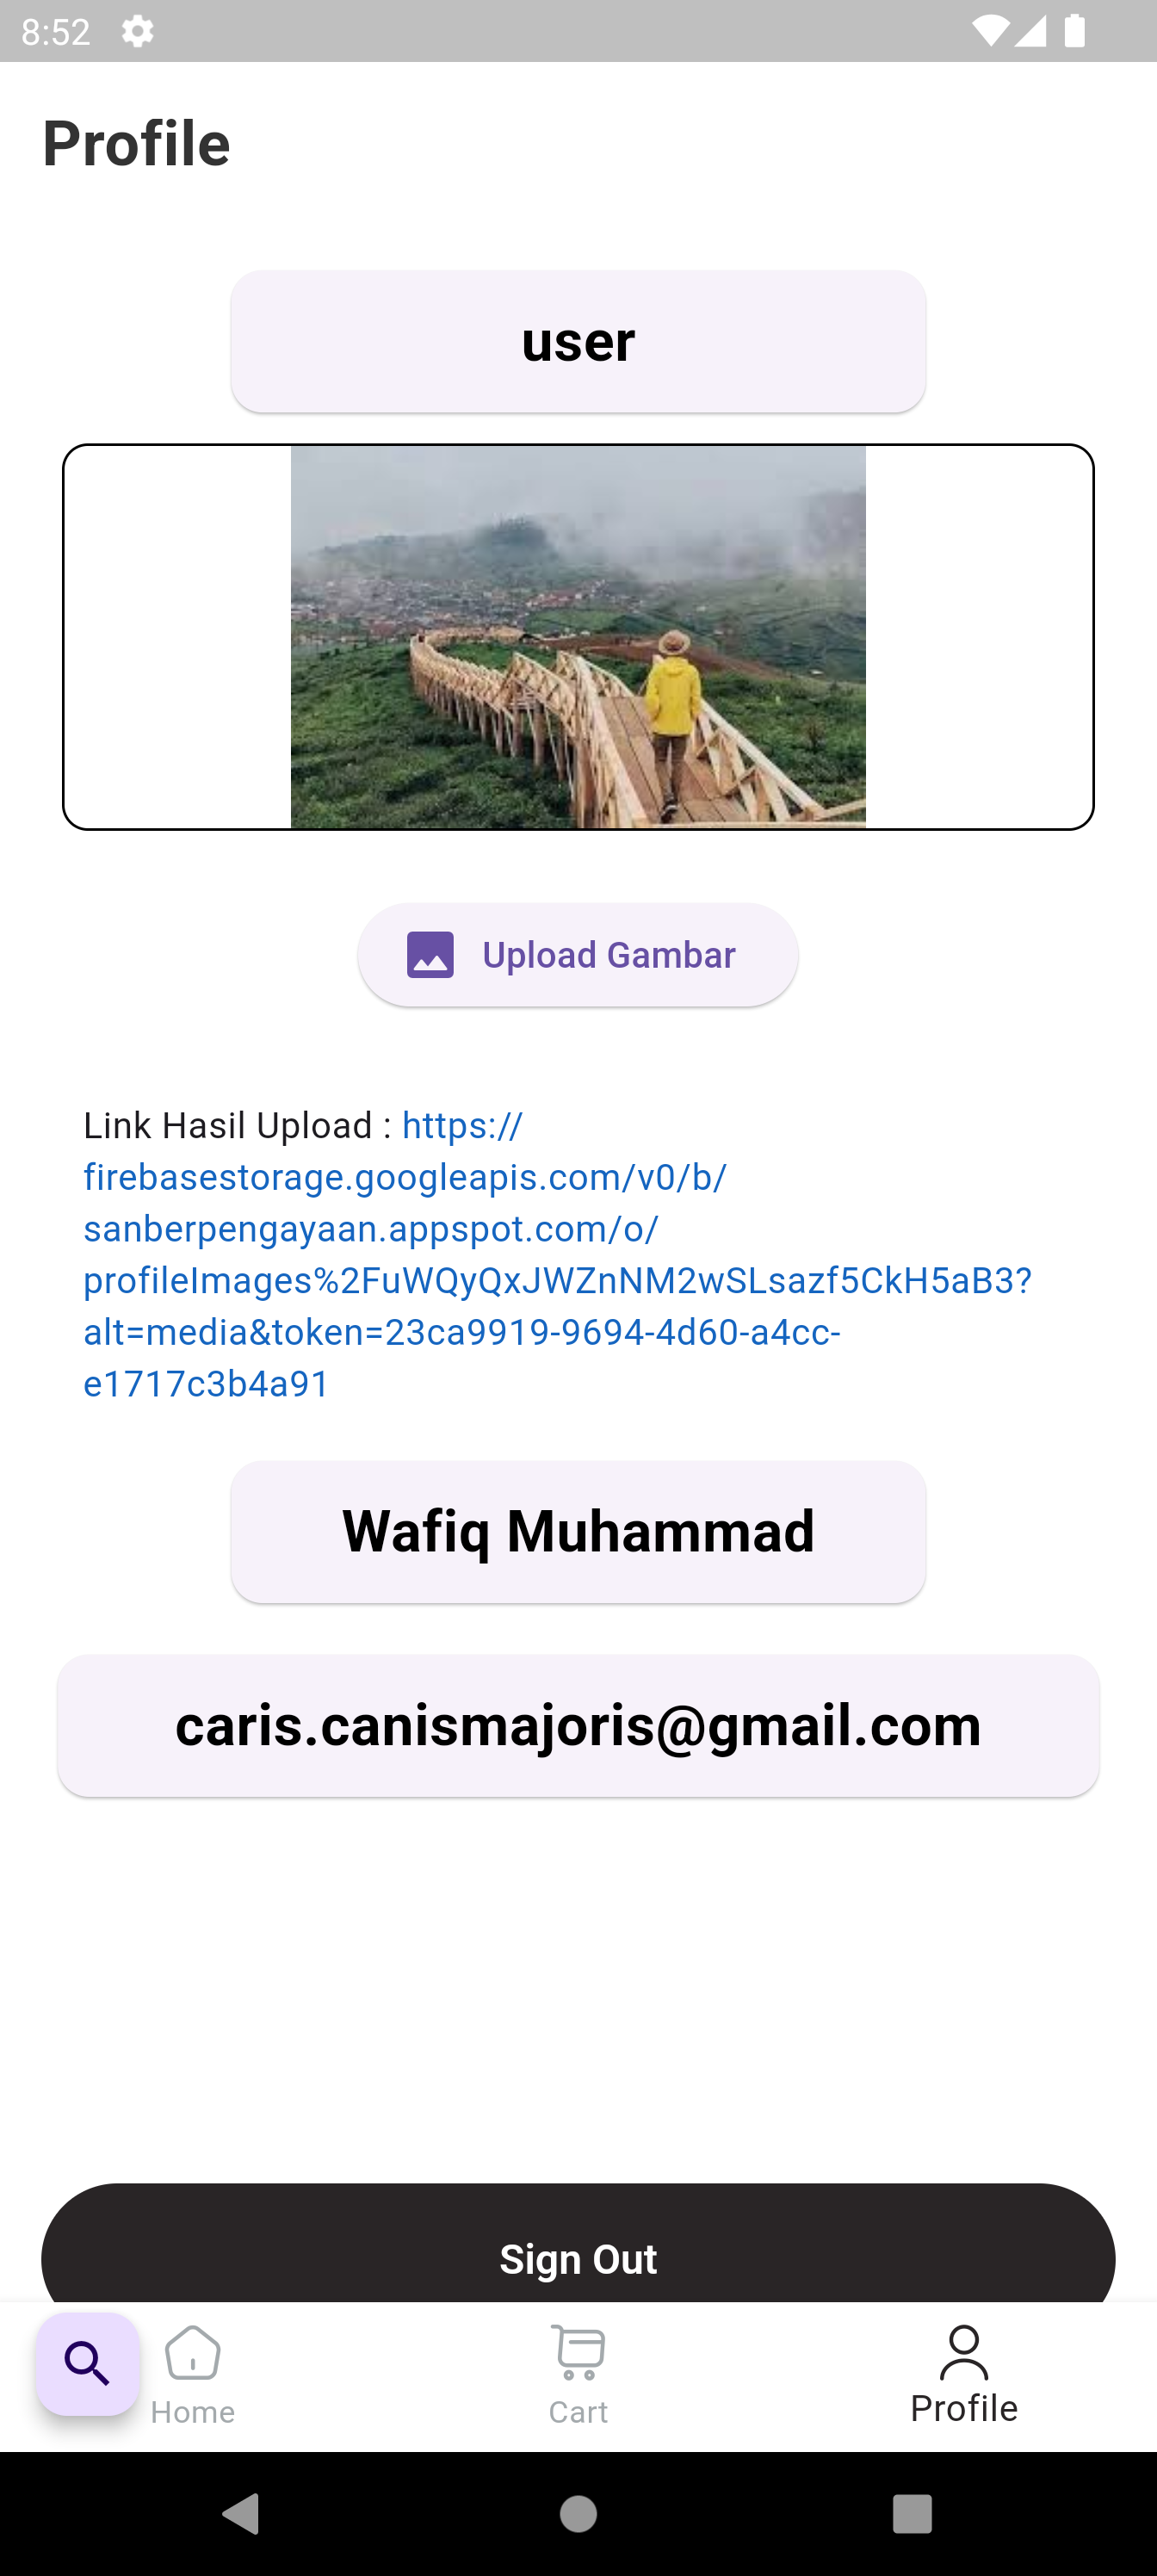 8:52
Profile
user
Upload Gambar
Link Hasil Upload : https://
firebasestorage.googleapis.com/v0/b/
sanberpengayaan.appspot.com/o/
profileImages%2FuWQyQxJWZnNM2wSLsazf5CkH5aB3?
alt=media&token=23ca9919-9694-4d60-a4cc-
e1717c3b4a91
Wafiq Muhammad
caris.canismajoris@gmail.com
Sign Out
Home
Cart
Profile